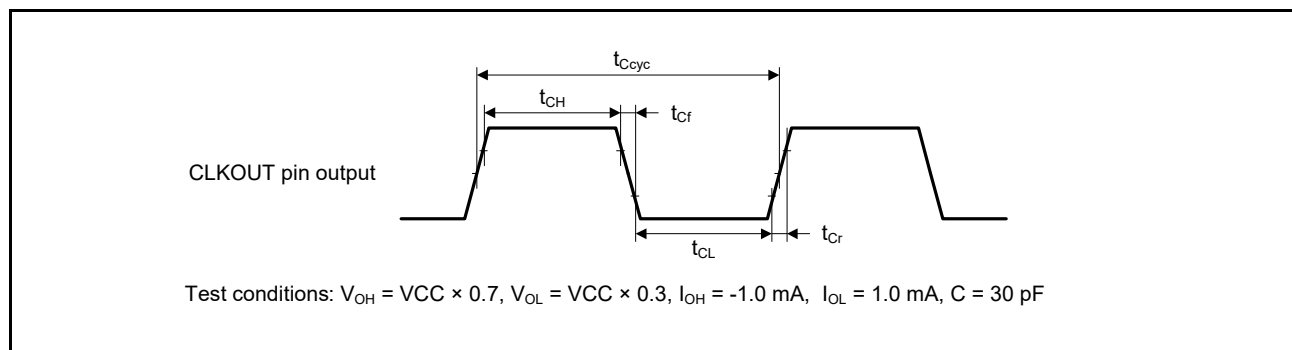 tCcyc
tCH
tCf
CLKOUT pin output
tCL
tCr
Test conditions: VOH = VCC × 0.7, VOL = VCC × 0.3, IOH = -1.0 mA, IOL = 1.0 mA, C = 30 pF